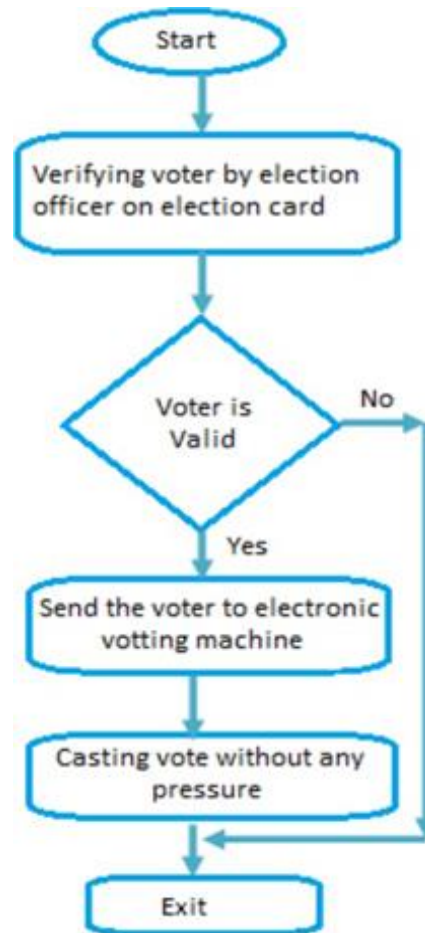 Start
Verifying voter by election
officer on election card
Voter is
Valid
No
Yes
Send the voter to electronic
votting machine
Casting vote without any
pressure
Exit